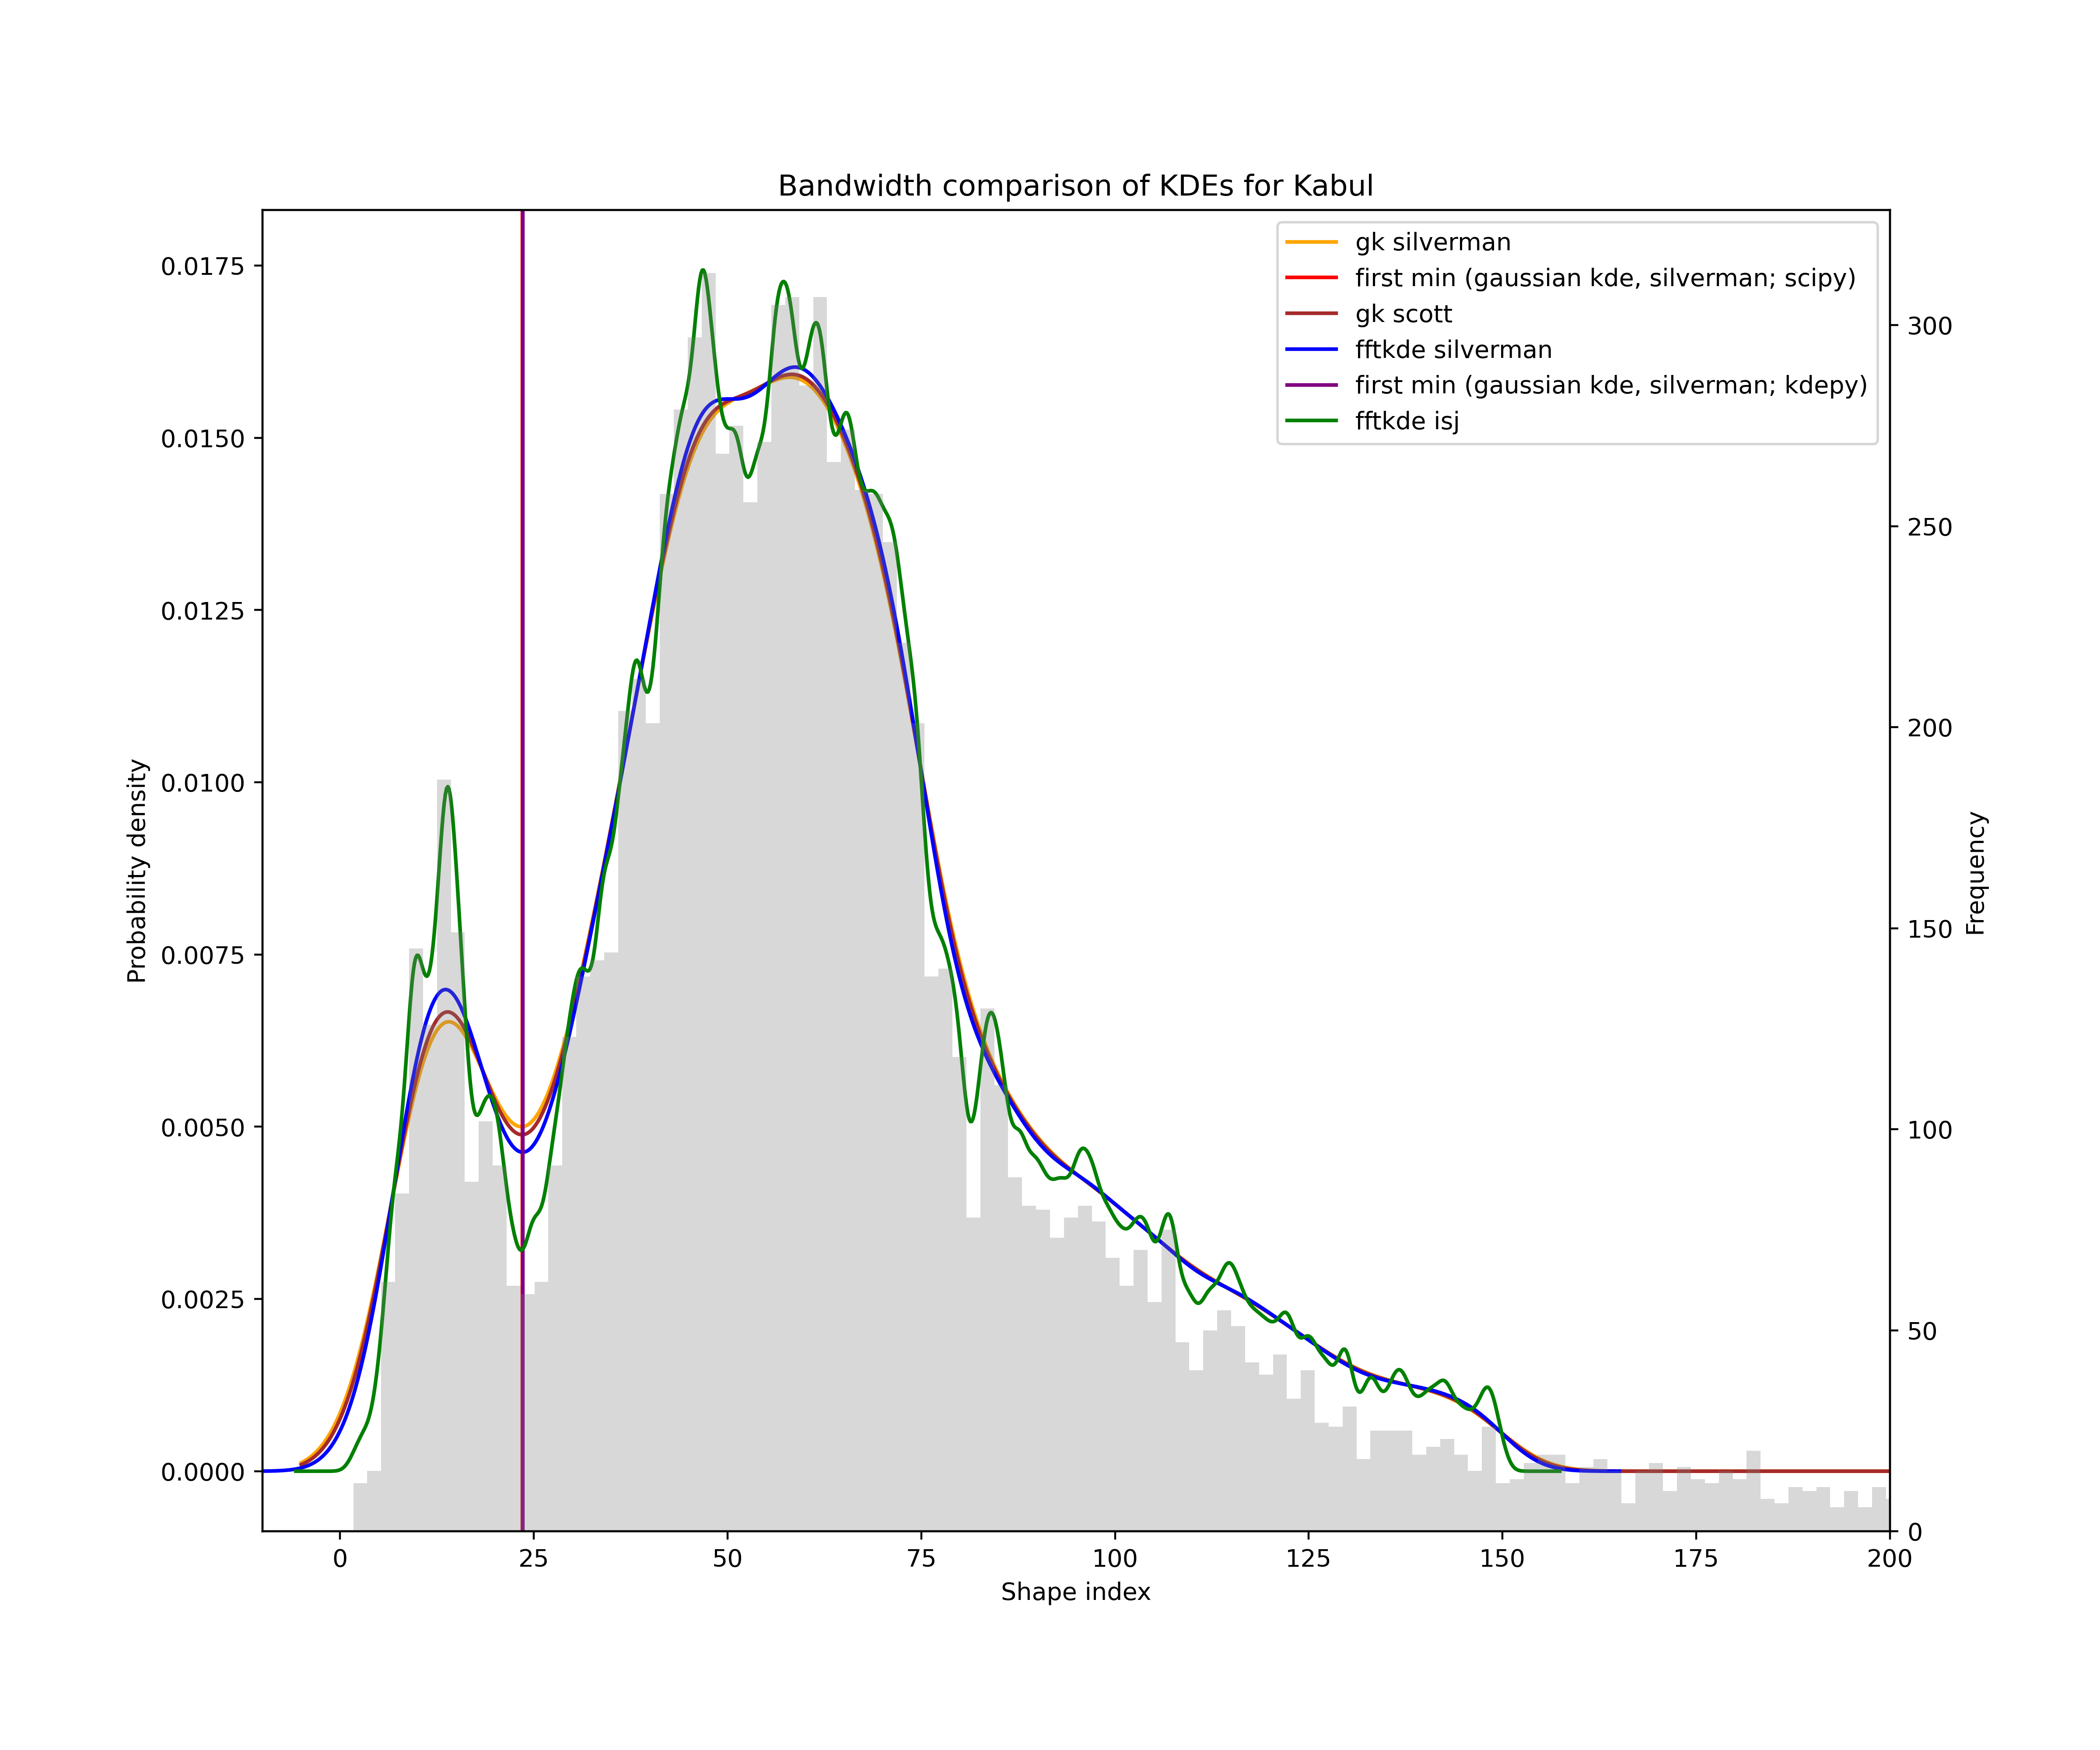 Bandwidth comparison of KDEs for Kabul
gk silverman
first min (gaussian kde, silverman; scipy)
gk scott
fftkde silverman
first min (gaussian kde, silverman; kdepy)
fftkde isj
0.0175
0.0150
0.0125
0.0100
0.0075
0.0050
0.0025
0.0000
Probability density
300
250
200
150
100
50
0
Frequency
0 25 50 75 100 125 150 175 200
Shape index